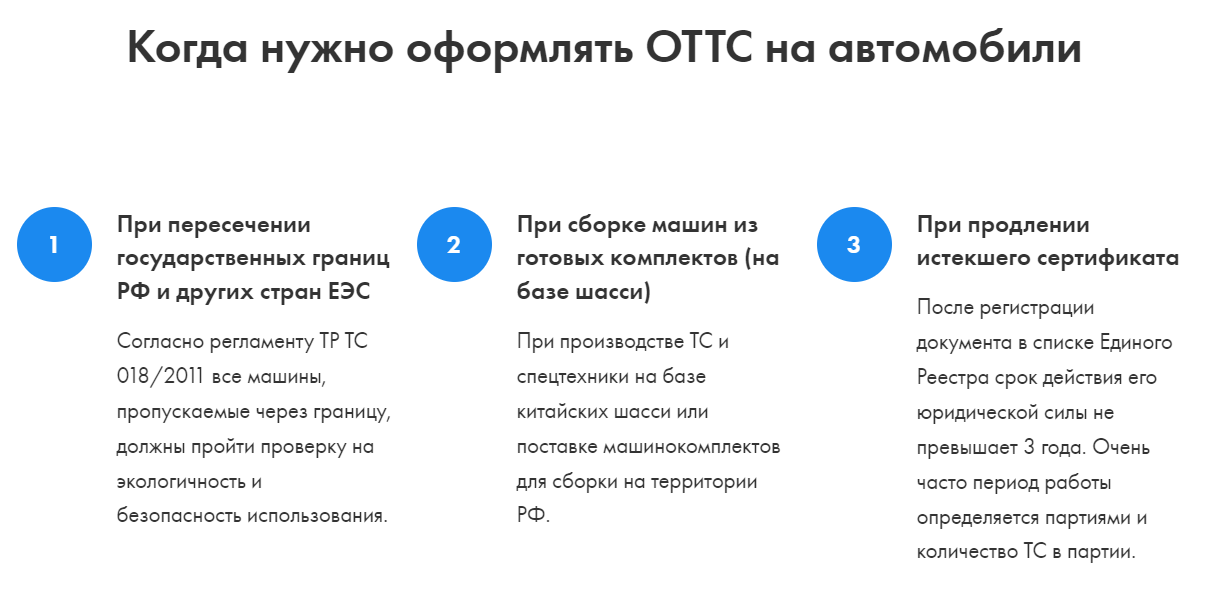 Когда нужно оформлять ОТТС на автомобили
1
При пересечении
государственных границ
РФ и других стран ЕЭС
Согласно регламенту ТР ТС
018/2011 все машины,
пропускаемые через границу,
должны пройти проверку на
экологичность и
безопасность использования.
2
При сборке машин из
готовых комплектов (на
базе шасси)
При производстве ТС и
спецтехники на базе
китайских шасси или
поставке машинокомплектов
для сборки на территории
РФ.
3
При продлении
истекшего сертификата
После регистрации
документа в списке Единого
Реестра срок действия его
юридической силы не
превышает 3 года. Очень
часто период работы
определяется партиями и
количество ТС в партии.